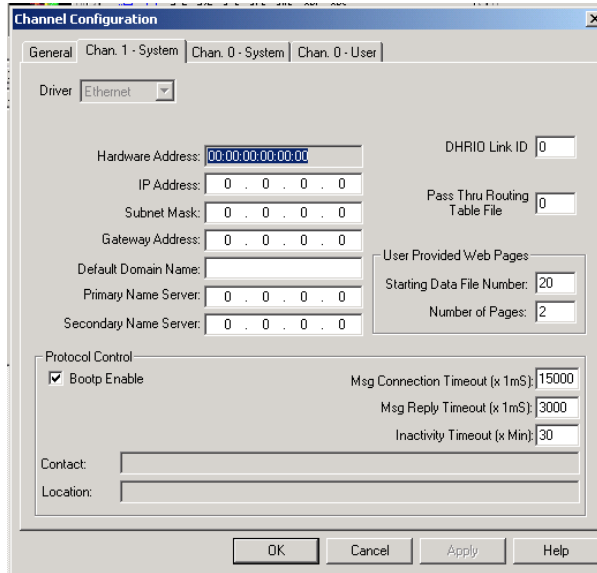 Channel Configuration
General Chan. 1 - System Chan. 0 - System Chan. 0 - User
Driver Ethernet
Hardware Address: 00:00:00:00:00:00
DHRIO Link ID 0
IP Address: 0 . 0 . 0 . 0
Subnet Mask: 0 . 0 . 0 . 0
Pass Thru Routing
Table File 0
Gateway Address: 0 . 0 . 0 . 0
Default Domain Name:
Primary Name Server: 0 . 0 . 0 . 0
Secondary Name Server: 0 . 0 . 0 . 0
User Provided Web Pages
Starting Data File Number: 20
Number of Pages: 2
Protocol Control
Bootp Enable
Msg Connection Timeout (x 1mS): 15000
Msg Reply Timeout (x 1mS): 3000
Inactivity Timeout (x Min): 30
Contact:
Location:
OK Cancel Apply Help